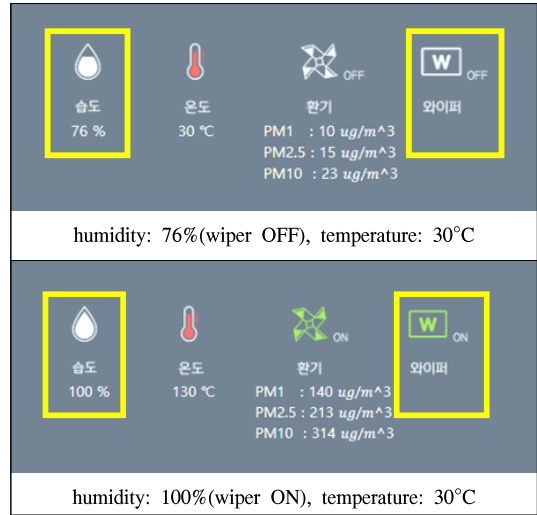 W
OFF
OFF
습도
온도
환기
와이퍼
76 %
30 ℃
PM1 : 10 ug/m^3
PM2.5 : 15 ug/m^3
PM10 : 23 ug/m^3
humidity: 76%(wiper OFF), temperature: 30°C
W
ON
ON
습도
온도
환기
와이퍼
100 %
130 ℃
PM1 : 140 ug/m^3
PM2.5 : 213 ug/m^3
PM10 : 314 ug/m^3
humidity: 100%(wiper ON), temperature: 30°C